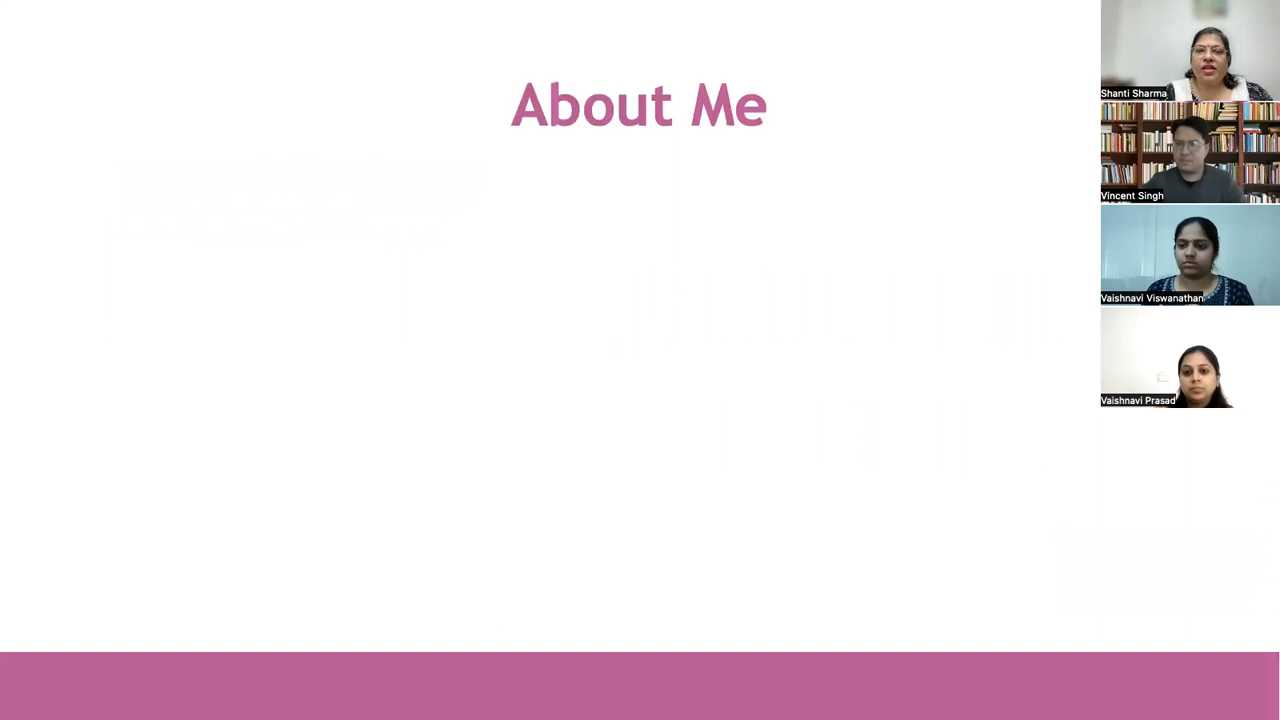 About Me
Shanti Sharma
Vincent Singh
Vaishnavi Viswanathan
Vaishnavi Prasad